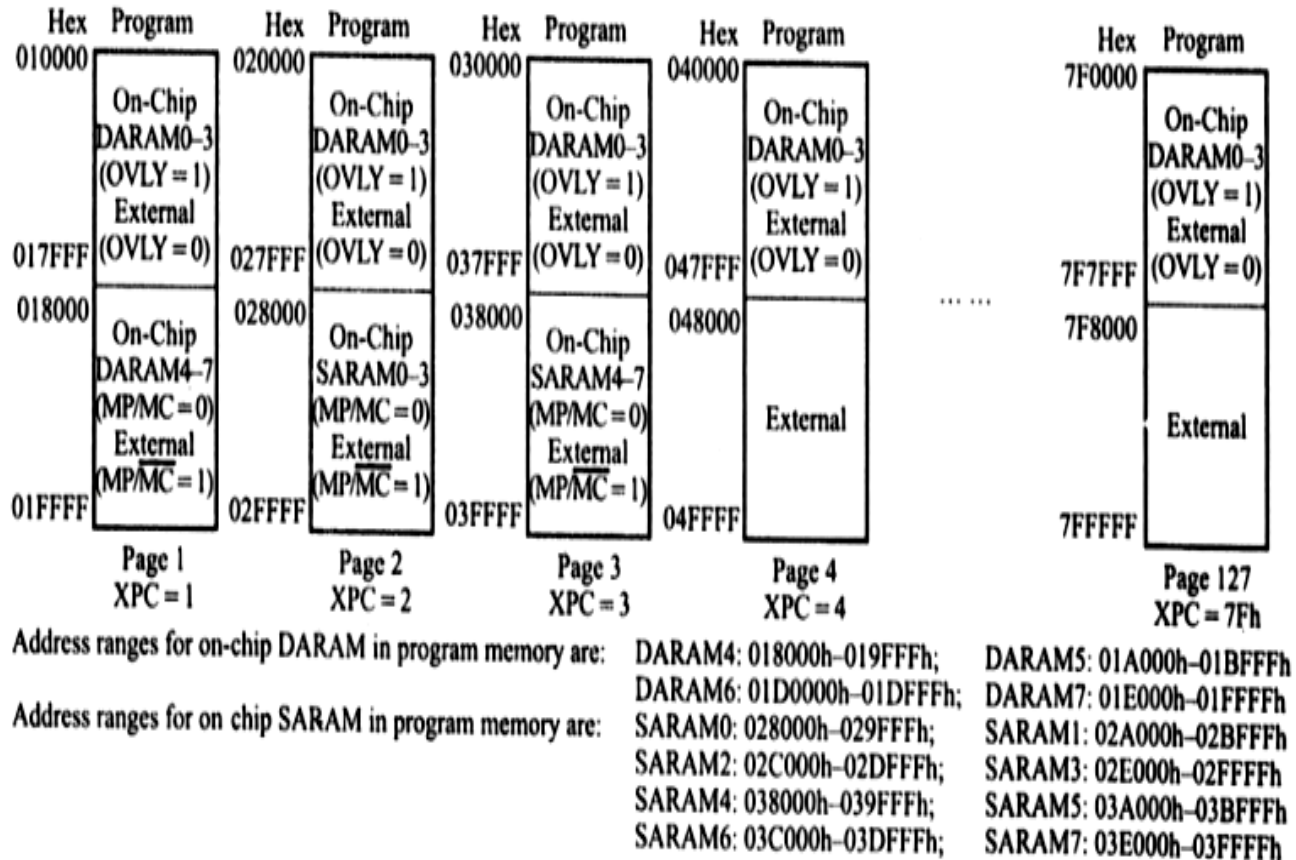 Hex Program
010000
On-Chip
DARAM0–3
(OVLY = 1)
External
(OVLY = 0)
017FFF
018000
On-Chip
DARAM4–7
(MP/MC = 0)
External
(MP/M̅C̅ = 1)
01FFFF
Page 1
XPC = 1
Hex Program
020000
On-Chip
DARAM0–3
(OVLY = 1)
External
(OVLY = 0)
027FFF
028000
On-Chip
SARAM0–3
(MP/MC = 0)
External
(MP/M̅C̅ = 1)
02FFFF
Page 2
XPC = 2
Hex Program
030000
On-Chip
DARAM0–3
(OVLY = 1)
External
(OVLY = 0)
037FFF
038000
On-Chip
SARAM4–7
(MP/MC = 0)
External
(MP/M̅C̅ = 1)
03FFFF
Page 3
XPC = 3
Hex Program
040000
On-Chip
DARAM0–3
(OVLY = 1)
External
(OVLY = 0)
047FFF
048000
External
04FFFF
Page 4
XPC = 4
... ...
Hex Program
7F0000
On-Chip
DARAM0–3
(OVLY = 1)
External
(OVLY = 0)
7F7FFF
7F8000
External
7FFFFF
Page 127
XPC = 7Fh
Address ranges for on-chip DARAM in program memory are: DARAM4: 018000h–019FFFh; DARAM5: 01A000h–01BFFFh
DARAM6: 01D0000h–01DFFFh; DARAM7: 01E000h–01FFFFh
Address ranges for on chip SARAM in program memory are: SARAM0: 028000h–029FFFh; SARAM1: 02A000h–02BFFFh
SARAM2: 02C000h–02DFFFh; SARAM3: 02E000h–02FFFFh
SARAM4: 038000h–039FFFh; SARAM5: 03A000h–03BFFFh
SARAM6: 03C000h–03DFFFh; SARAM7: 03E000h–03FFFFh